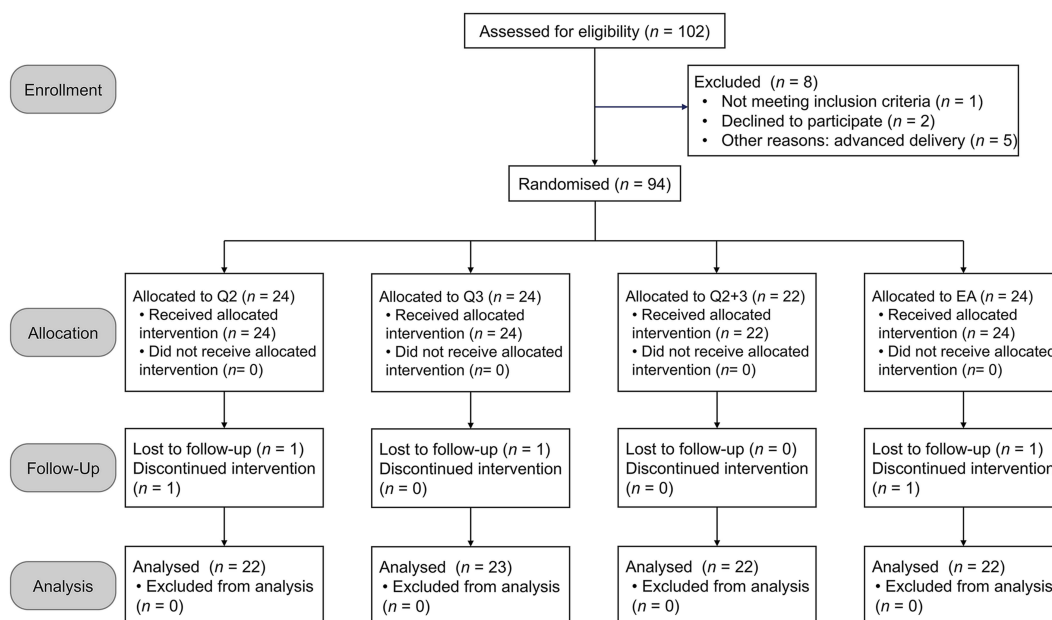 Assessed for eligibility (n = 102)
Enrollment
Excluded (n = 8)
• Not meeting inclusion criteria (n = 1)
• Declined to participate (n = 2)
• Other reasons: advanced delivery (n = 5)
Randomised (n = 94)
Allocation
Allocated to Q2 (n = 24)
• Received allocated
intervention (n = 24)
• Did not receive allocated
intervention (n= 0)
Allocated to Q3 (n = 24)
• Received allocated
intervention (n = 24)
• Did not receive allocated
intervention (n= 0)
Allocated to Q2+3 (n = 22)
• Received allocated
intervention (n = 22)
• Did not receive allocated
intervention (n= 0)
Allocated to EA (n = 24)
• Received allocated
intervention (n = 24)
• Did not receive allocated
intervention (n= 0)
Follow-Up
Lost to follow-up (n = 1)
Discontinued intervention
(n = 1)
Lost to follow-up (n = 1)
Discontinued intervention
(n = 0)
Lost to follow-up (n = 0)
Discontinued intervention
(n = 0)
Lost to follow-up (n = 1)
Discontinued intervention
(n = 1)
Analysis
Analysed (n = 22)
• Excluded from analysis
(n = 0)
Analysed (n = 23)
• Excluded from analysis
(n = 0)
Analysed (n = 22)
• Excluded from analysis
(n = 0)
Analysed (n = 22)
• Excluded from analysis
(n = 0)